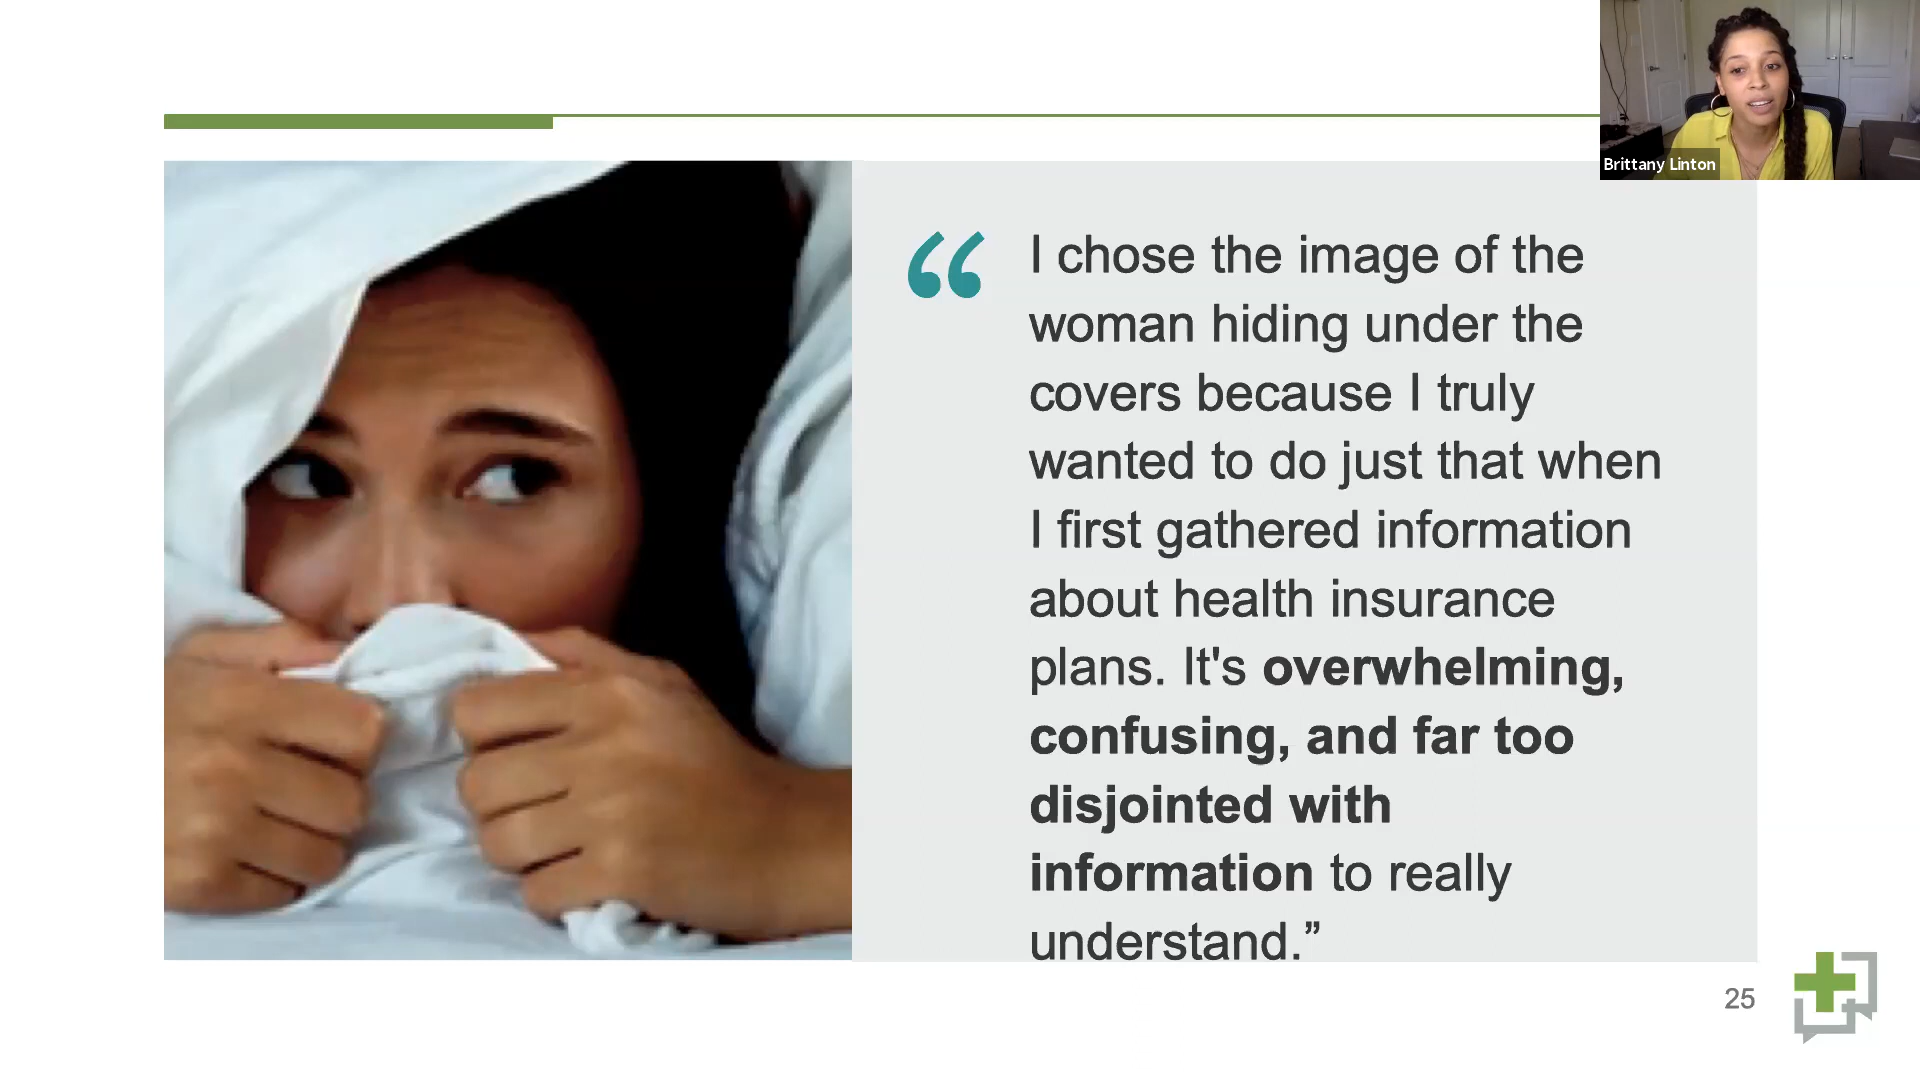 Brittany Linton
“
I chose the image of the
woman hiding under the
covers because I truly
wanted to do just that when
I first gathered information
about health insurance
plans. It's overwhelming,
confusing, and far too
disjointed with
information to really
understand.”
25